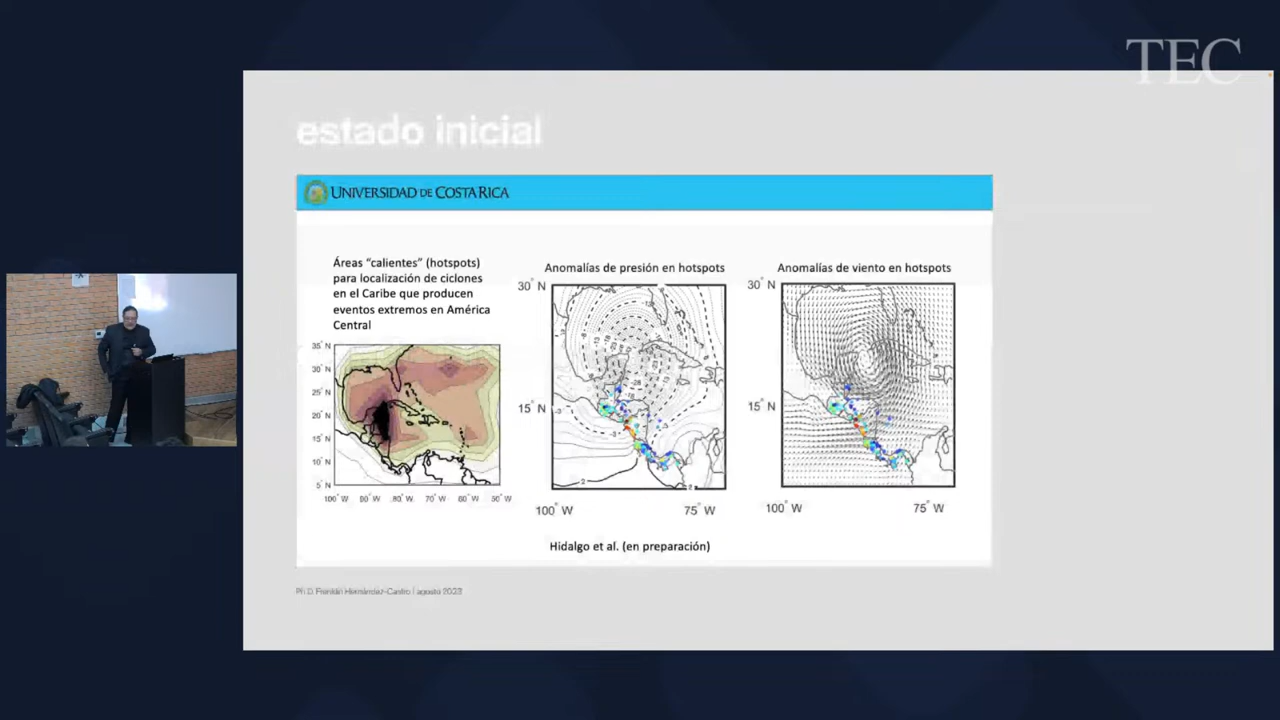 TEC
estado inicial
UNIVERSIDAD DE COSTA RICA
Áreas “calientes” (hotspots)
para localización de ciclones
en el Caribe que producen
eventos extremos en América
Central
35° N
30° N
25° N
20° N
15° N
10° N
5° N
100° W 90° W 80° W 70° W 60° W 50° W
Anomalías de presión en hotspots
30° N
15° N
100° W 75° W
Anomalías de viento en hotspots
30° N
15° N
100° W 75° W
Hidalgo et al. (en preparación)
Ph.D. Franklin Hernández-Castro | agosto 2023